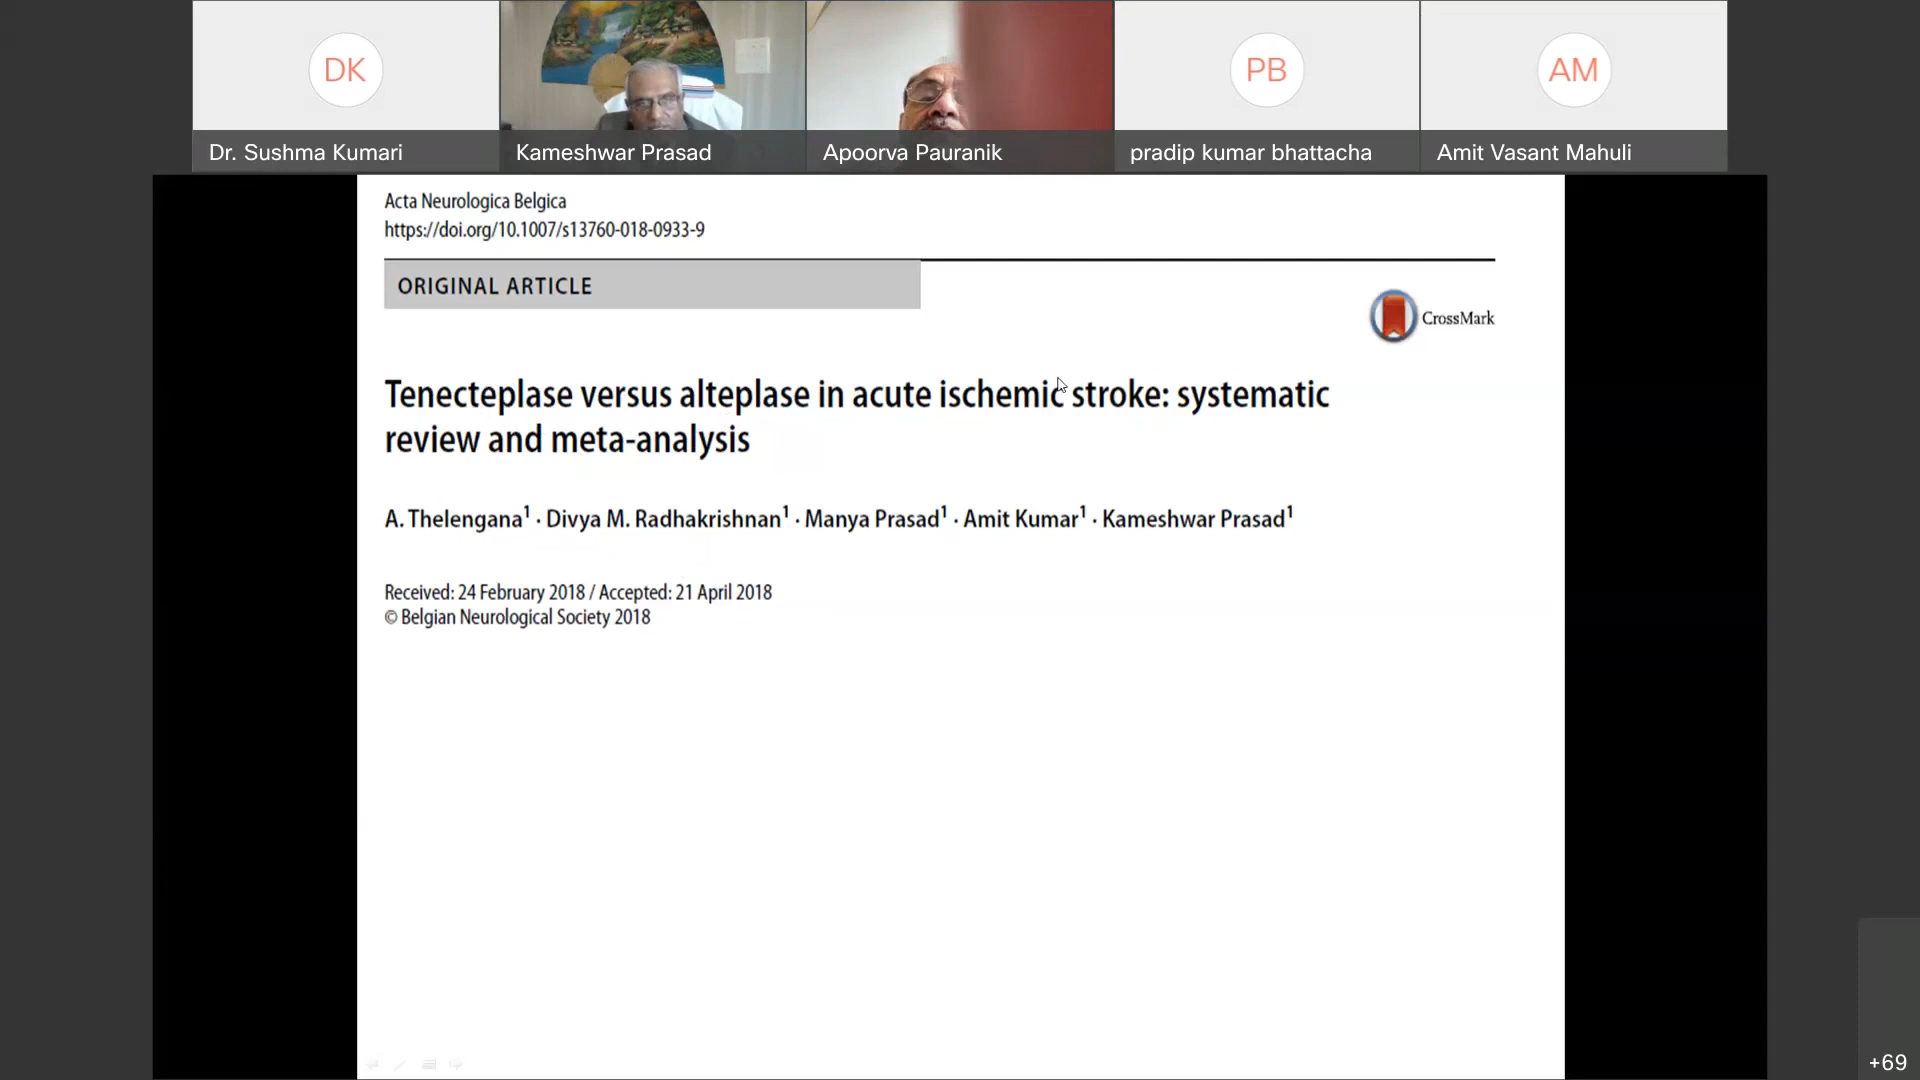 DK
PB
AM
Dr. Sushma Kumari
Kameshwar Prasad
Apoorva Pauranik
pradip kumar bhattacha
Amit Vasant Mahuli
Acta Neurologica Belgica
https://doi.org/10.1007/s13760-018-0933-9
ORIGINAL ARTICLE
CrossMark
Tenecteplase versus alteplase in acute ischemic stroke: systematic
review and meta-analysis
A. Thelengana¹ · Divya M. Radhakrishnan¹ · Manya Prasad¹ · Amit Kumar¹ · Kameshwar Prasad¹
Received: 24 February 2018 / Accepted: 21 April 2018
© Belgian Neurological Society 2018
+69